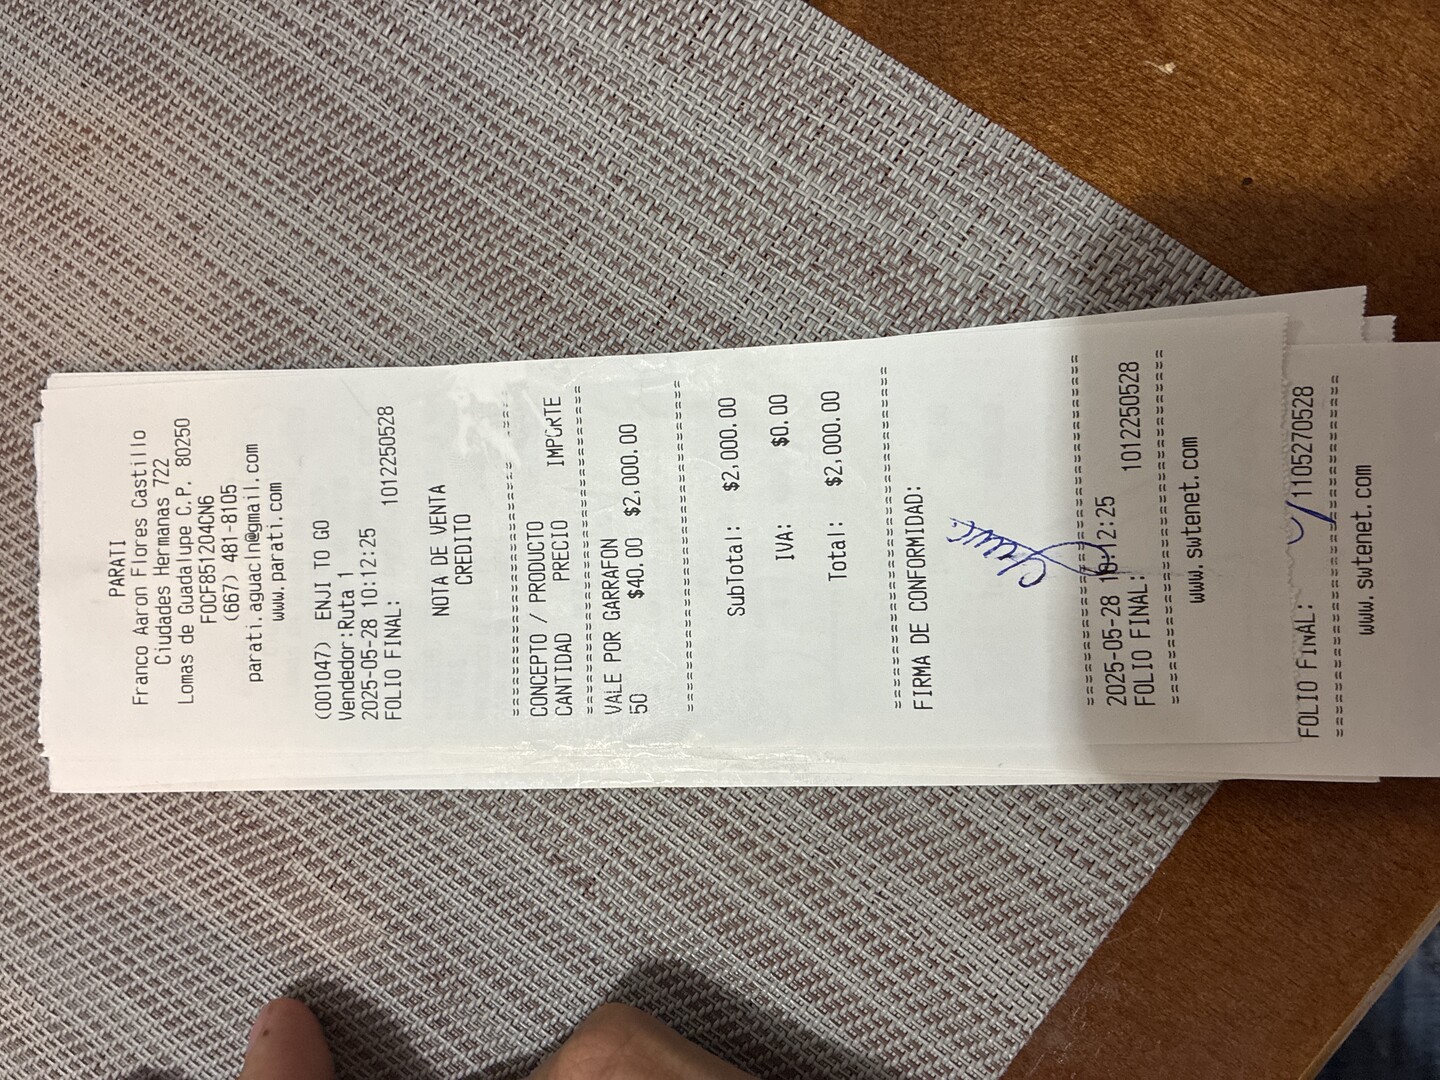 PARATI
Franco Aaron Flores Castillo
Ciudades Hermanas 722
Lomas de Guadalupe C.P. 80250
FOCF851204CN6
(667) 481-8105
parati.aguacln@gmail.com
www.parati.com
(001047) ENJI TO GO
Vendedor:Ruta 1
2025-05-28 10:12:25
FOLIO FINAL: 1012250528
NOTA DE VENTA
CREDITO
==============================
CONCEPTO / PRODUCTO
CANTIDAD PRECIO IMPORTE
==============================
VALE POR GARRAFON
50 $40.00 $2,000.00
==============================
SubTotal: $2,000.00
IVA: $0.00
Total: $2,000.00
==============================
FIRMA DE CONFORMIDAD:
==============================
2025-05-28 10:12:25
FOLIO FINAL: 1012250528
==============================
www.swtenet.com
FOLIO FINAL: 1105270528
==============================
www.swtenet.com